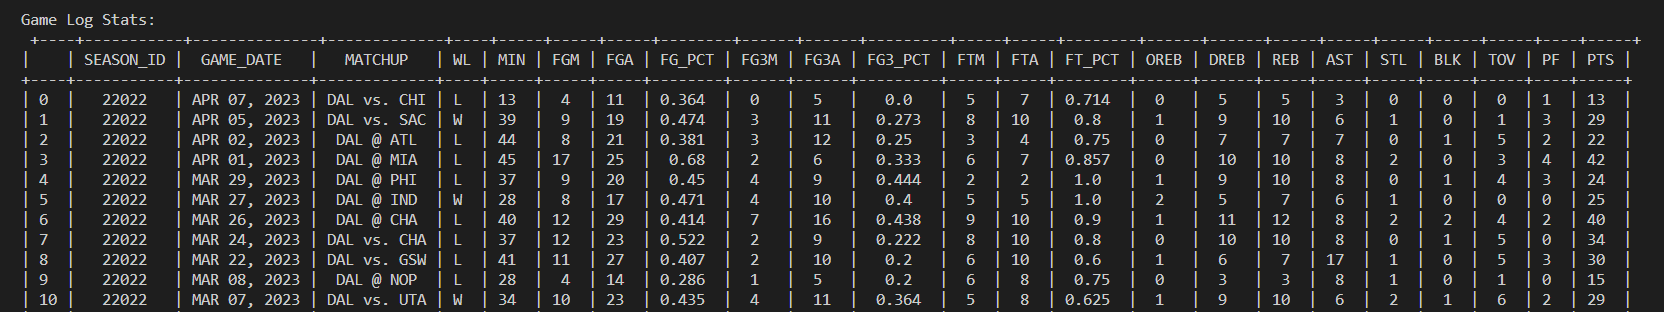 Game Log Stats:
+----+-----------+---------------+-------------+----+-----+-----+-----+--------+------+------+---------+-----+-----+--------+------+------+-----+-----+-----+-----+-----+----+-----+
|    | SEASON_ID |   GAME_DATE   |   MATCHUP   | WL | MIN | FGM | FGA | FG_PCT | FG3M | FG3A | FG3_PCT | FTM | FTA | FT_PCT | OREB | DREB | REB | AST | STL | BLK | TOV | PF | PTS |
+----+-----------+---------------+-------------+----+-----+-----+-----+--------+------+------+---------+-----+-----+--------+------+------+-----+-----+-----+-----+-----+----+-----+
| 0 | 22022 | APR 07, 2023 | DAL vs. CHI | L | 13 | 4 | 11 | 0.364 | 0 | 5 | 0.0 | 5 | 7 | 0.714 | 0 | 5 | 5 | 3 | 0 | 0 | 0 | 1 | 13 |
| 1 | 22022 | APR 05, 2023 | DAL vs. SAC | W | 39 | 9 | 19 | 0.474 | 3 | 11 | 0.273 | 8 | 10 | 0.8 | 1 | 9 | 10 | 6 | 1 | 0 | 1 | 3 | 29 |
| 2 | 22022 | APR 02, 2023 | DAL @ ATL | L | 44 | 8 | 21 | 0.381 | 3 | 12 | 0.25 | 3 | 4 | 0.75 | 0 | 7 | 7 | 7 | 0 | 1 | 5 | 2 | 22 |
| 3 | 22022 | APR 01, 2023 | DAL @ MIA | L | 45 | 17 | 25 | 0.68 | 2 | 6 | 0.333 | 6 | 7 | 0.857 | 0 | 10 | 10 | 8 | 2 | 0 | 3 | 4 | 42 |
| 4 | 22022 | MAR 29, 2023 | DAL @ PHI | L | 37 | 9 | 20 | 0.45 | 4 | 9 | 0.444 | 2 | 2 | 1.0 | 1 | 9 | 10 | 8 | 0 | 1 | 4 | 3 | 24 |
| 5 | 22022 | MAR 27, 2023 | DAL @ IND | W | 28 | 8 | 17 | 0.471 | 4 | 10 | 0.4 | 5 | 5 | 1.0 | 2 | 5 | 7 | 6 | 1 | 0 | 0 | 0 | 25 |
| 6 | 22022 | MAR 26, 2023 | DAL @ CHA | L | 40 | 12 | 29 | 0.414 | 7 | 16 | 0.438 | 9 | 10 | 0.9 | 1 | 11 | 12 | 8 | 2 | 2 | 4 | 2 | 40 |
| 7 | 22022 | MAR 24, 2023 | DAL vs. CHA | L | 37 | 12 | 23 | 0.522 | 2 | 9 | 0.222 | 8 | 10 | 0.8 | 0 | 10 | 10 | 8 | 0 | 1 | 5 | 0 | 34 |
| 8 | 22022 | MAR 22, 2023 | DAL vs. GSW | L | 41 | 11 | 27 | 0.407 | 2 | 10 | 0.2 | 6 | 10 | 0.6 | 1 | 6 | 7 | 17 | 1 | 0 | 5 | 3 | 30 |
| 9 | 22022 | MAR 08, 2023 | DAL @ NOP | L | 28 | 4 | 14 | 0.286 | 1 | 5 | 0.2 | 6 | 8 | 0.75 | 0 | 3 | 3 | 8 | 1 | 0 | 1 | 0 | 15 |
| 10 | 22022 | MAR 07, 2023 | DAL vs. UTA | W | 34 | 10 | 23 | 0.435 | 4 | 11 | 0.364 | 5 | 8 | 0.625 | 1 | 9 | 10 | 6 | 2 | 1 | 6 | 2 | 29 |